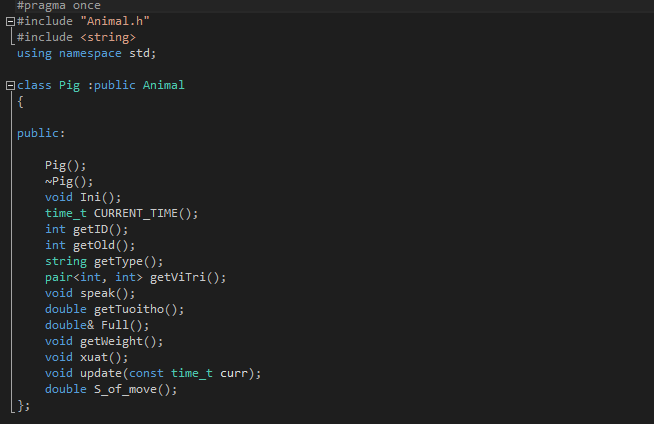 #pragma once
#include "Animal.h"
#include <string>
using namespace std;
class Pig :public Animal
{
public:
Pig();
~Pig();
void Ini();
time_t CURRENT_TIME();
int getID();
int getOld();
string getType();
pair<int, int> getViTri();
void speak();
double getTuoitho();
double& Full();
void getWeight();
void xuat();
void update(const time_t curr);
double S_of_move();
};